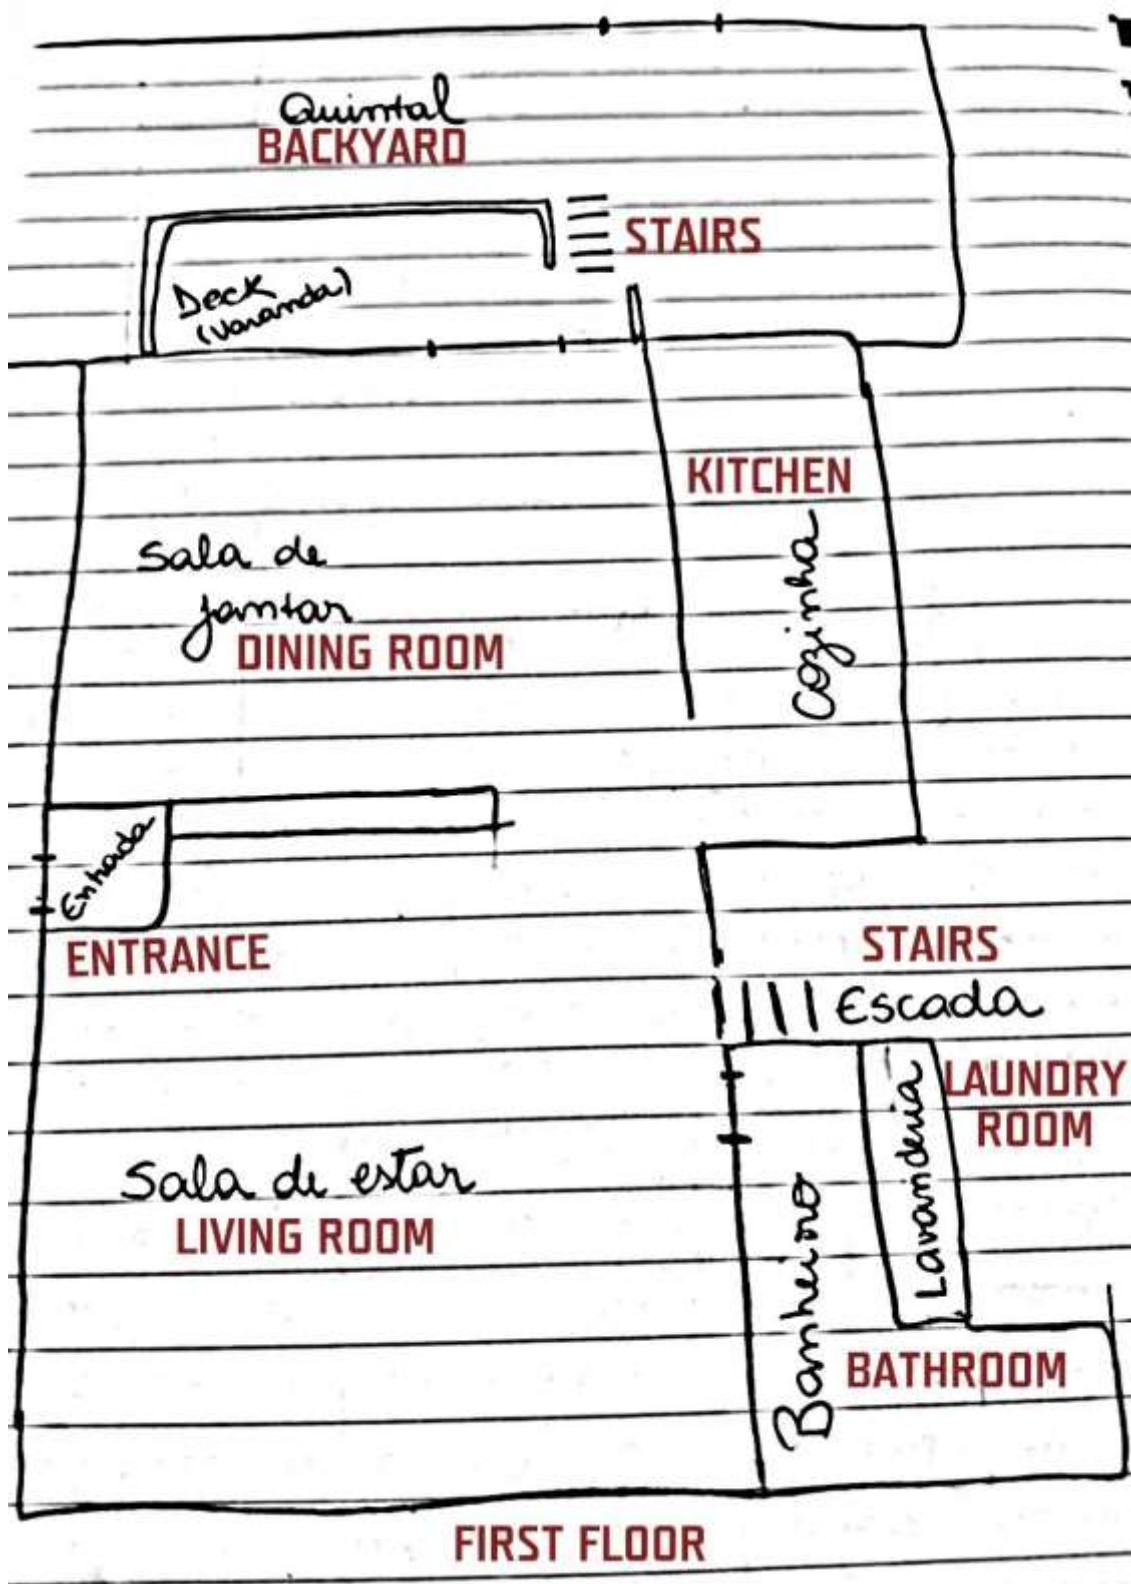 Quintal
BACKYARD
STAIRS
Deck
(Varanda)
KITCHEN
Cozinha
Sala de
jantar
DINING ROOM
Entrada
ENTRANCE
STAIRS
Escada
LAUNDRY
ROOM
Lavanderia
Sala de estar
LIVING ROOM
Banheiro
BATHROOM
FIRST FLOOR